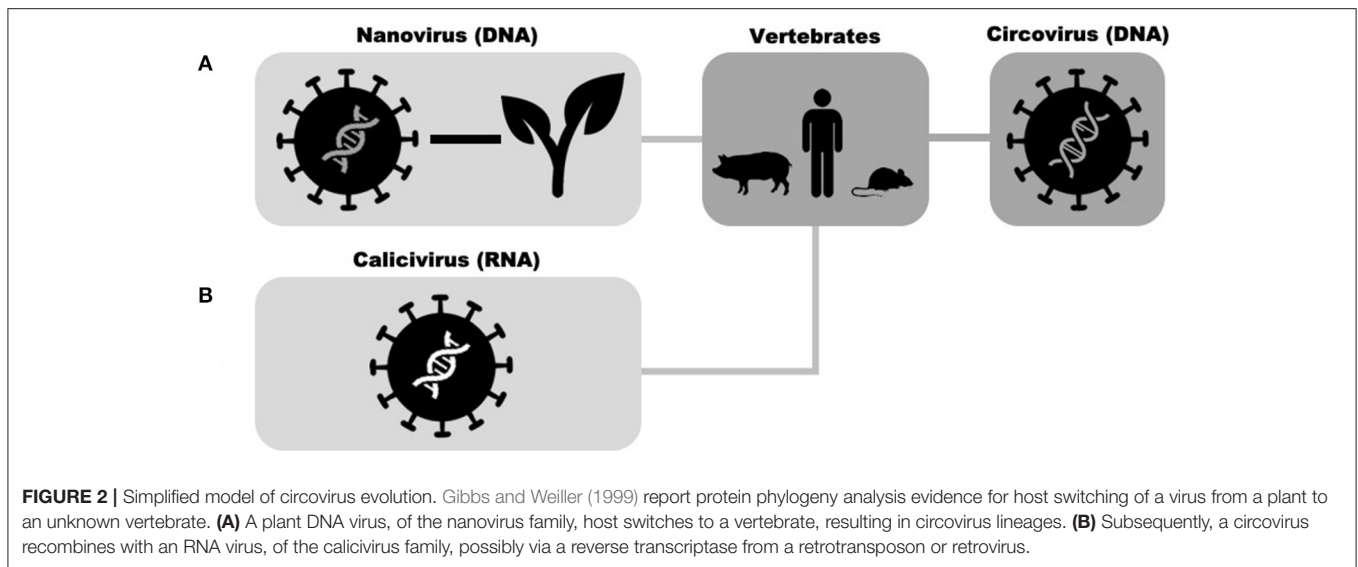 Nanovirus (DNA)
Vertebrates
Circovirus (DNA)
A
Calicivirus (RNA)
B
FIGURE 2 | Simplified model of circovirus evolution. Gibbs and Weiller (1999) report protein phylogeny analysis evidence for host switching of a virus from a plant to
an unknown vertebrate. (A) A plant DNA virus, of the nanovirus family, host switches to a vertebrate, resulting in circovirus lineages. (B) Subsequently, a circovirus
recombines with an RNA virus, of the calicivirus family, possibly via a reverse transcriptase from a retrotransposon or retrovirus.